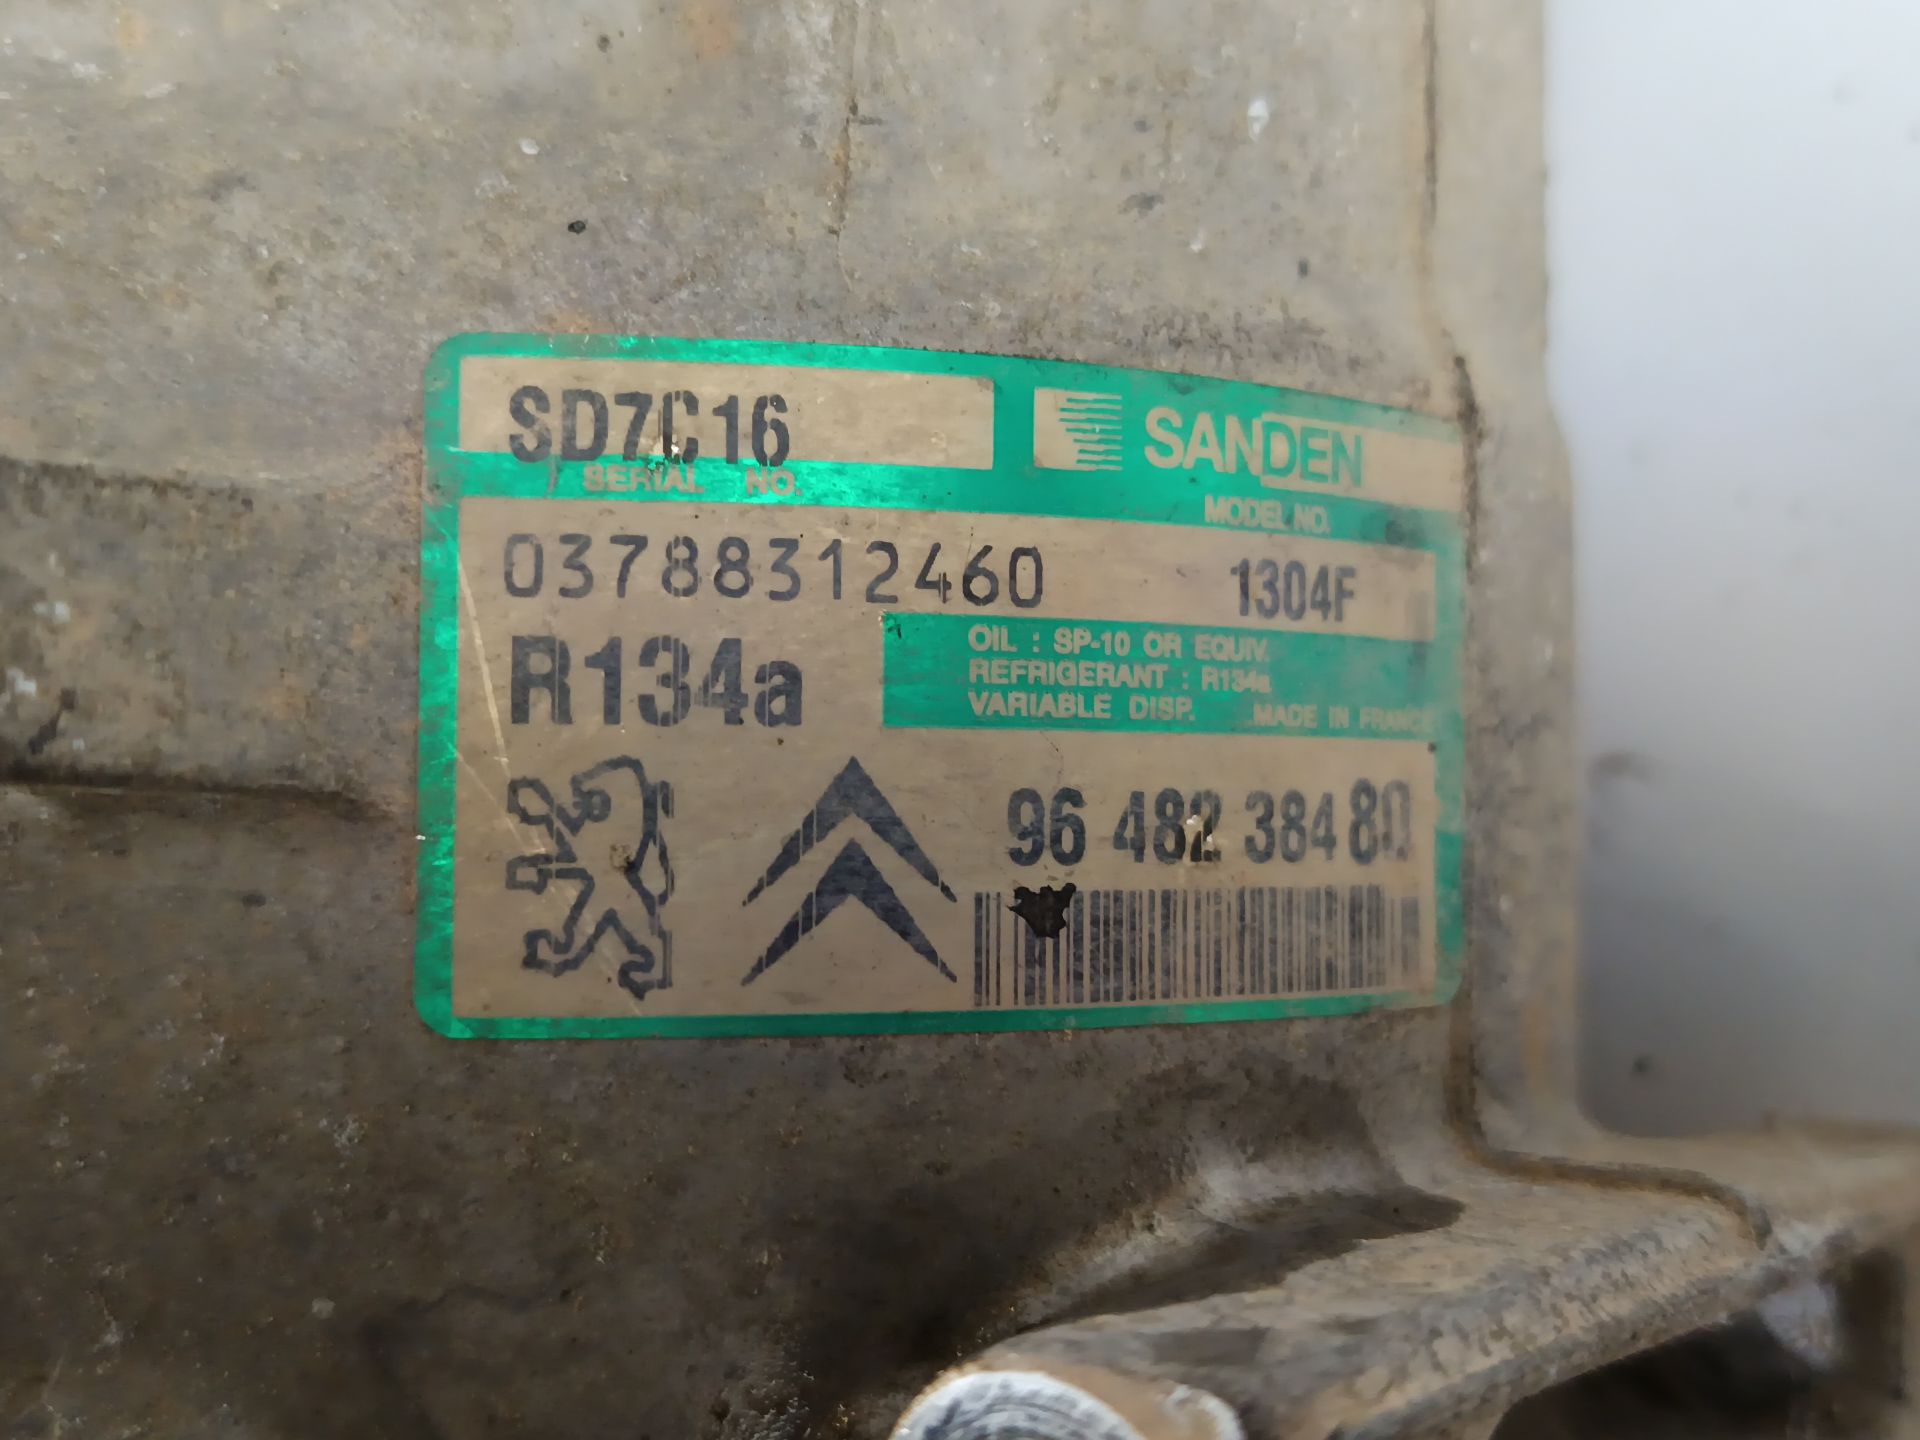 SD7C16
SANDEN
SERIAL NO.
MODEL NO.
03788312460
1304F
R134a
OIL : SP-10 OR EQUIV.
REFRIGERANT : R134a
VARIABLE DISP. MADE IN FRANCE
96 482 384 80